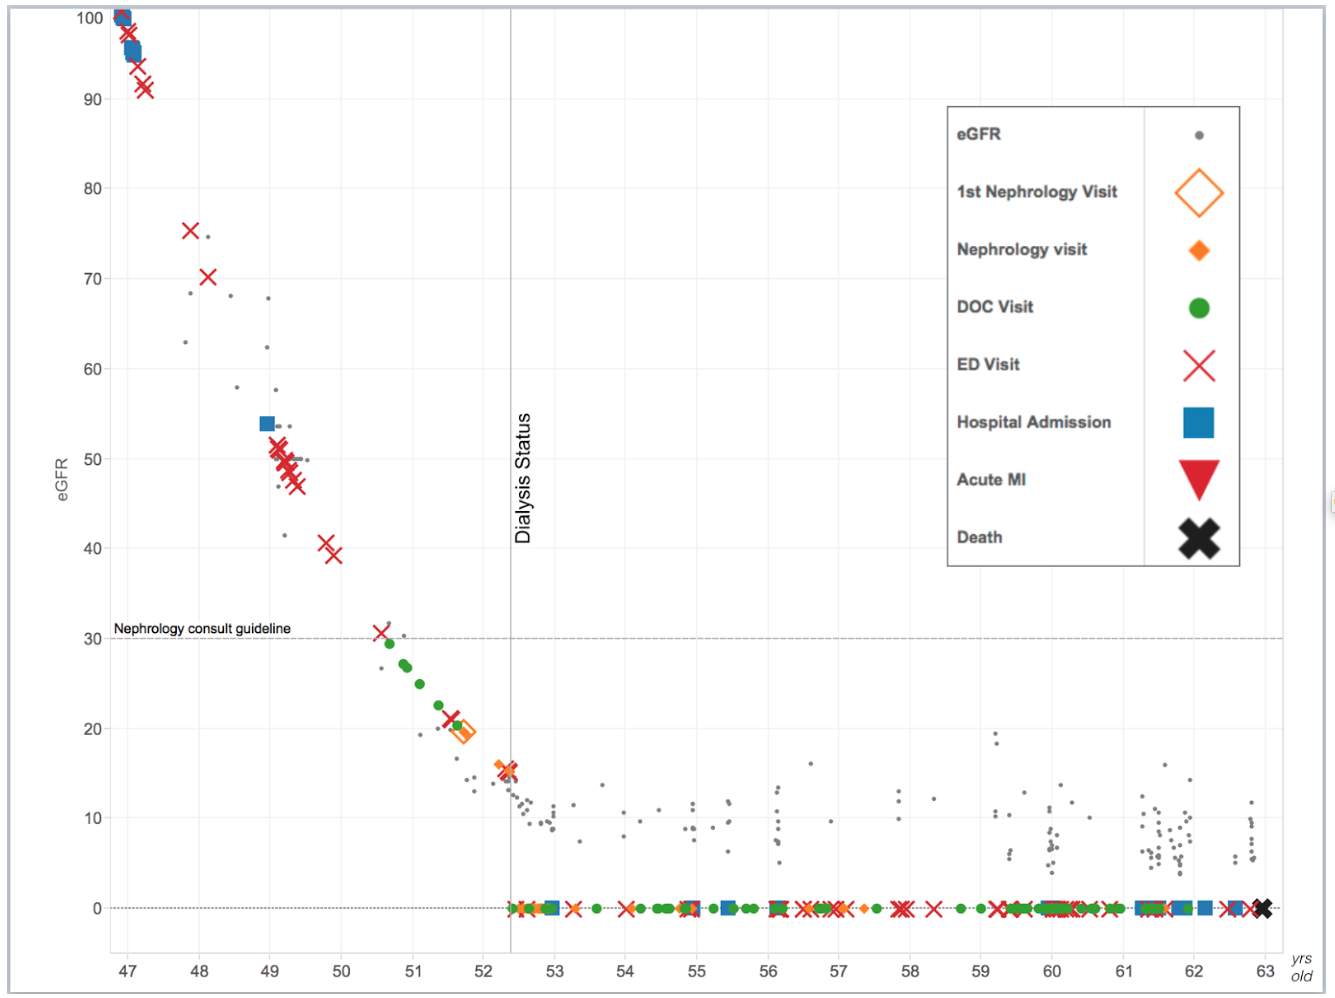 100
90
80
70
60
50
40
30
20
10
0
eGFR
Nephrology consult guideline
Dialysis Status
eGFR
1st Nephrology Visit
Nephrology visit
DOC Visit
ED Visit
Hospital Admission
Acute MI
Death
47 48 49 50 51 52 53 54 55 56 57 58 59 60 61 62 63
yrs
old